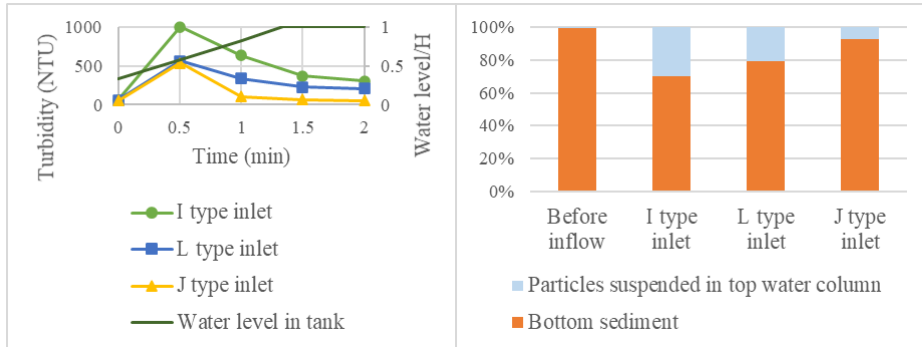 1000
500
0
Turbidity (NTU)
1
0.5
0
Water level/H
0 0.5 1 1.5 2
Time (min)
I type inlet
L type inlet
J type inlet
Water level in tank
100%
80%
60%
40%
20%
0%
Before inflow
I type inlet
L type inlet
J type inlet
Particles suspended in top water column
Bottom sediment